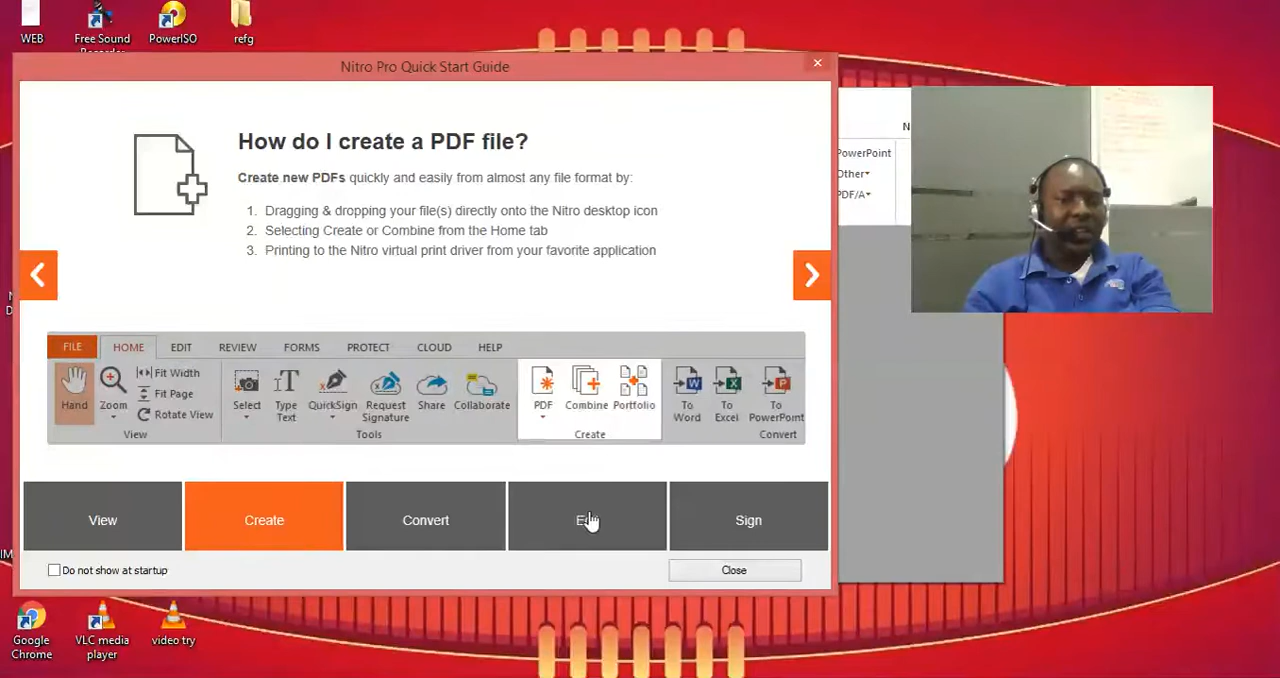 WEB
Free Sound
PowerISO
refg
Nitro Pro Quick Start Guide
How do I create a PDF file?
Create new PDFs quickly and easily from almost any file format by:
1. Dragging & dropping your file(s) directly onto the Nitro desktop icon
2. Selecting Create or Combine from the Home tab
3. Printing to the Nitro virtual print driver from your favorite application
PowerPoint
Other
PDF/A
FILE HOME EDIT REVIEW FORMS PROTECT CLOUD HELP
Hand
Zoom
Fit Width
Fit Page
Rotate View
View
Select
Type
Text
QuickSign
Request
Signature
Share
Collaborate
Tools
PDF
Combine
Portfolio
Create
To
Word
To
Excel
To
PowerPoint
Convert
View
Create
Convert
Sign
Do not show at startup
Close
Google
Chrome
VLC media
player
video try